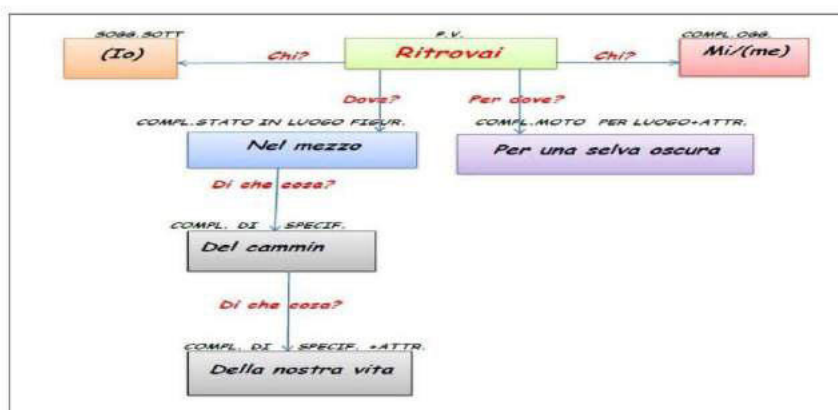 SOGG.SOTT
P.V.
COMPL.OGG.
(Io)
Chi?
Ritrovai
Chi?
Mi/(me)
Dove?
Per dove?
COMPL.STATO IN LUOGO FIGUR.
COMPL.MOTO PER LUOGO+ATTR.
Nel mezzo
Per una selva oscura
Di che cosa?
COMPL. DI SPECIF.
Del cammin
Di che cosa?
COMPL. DI SPECIF. +ATTR.
Della nostra vita